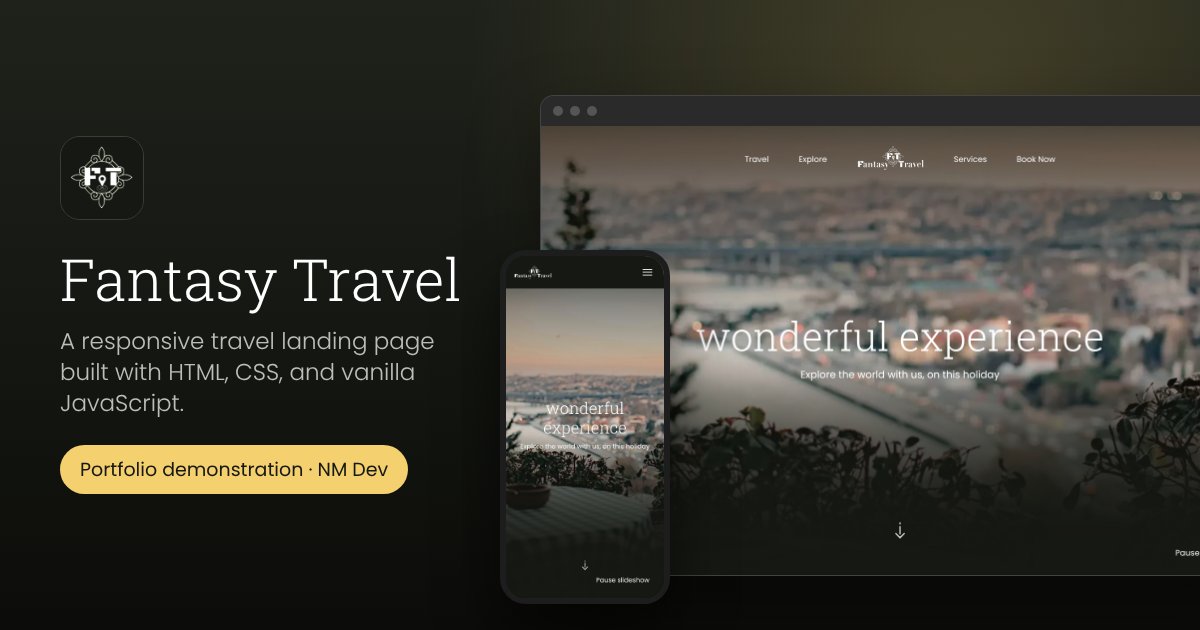 FT
Fantasy Travel
A responsive travel landing page
built with HTML, CSS, and vanilla
JavaScript.
Portfolio demonstration · NM Dev
Travel
Explore
FT
Fantasy Travel
Services
Book Now
wonderful experience
Explore the world with us, on this holiday
Pause
Fantasy Travel
wonderful
experience
Explore the world with us, on this holiday
Pause slideshow